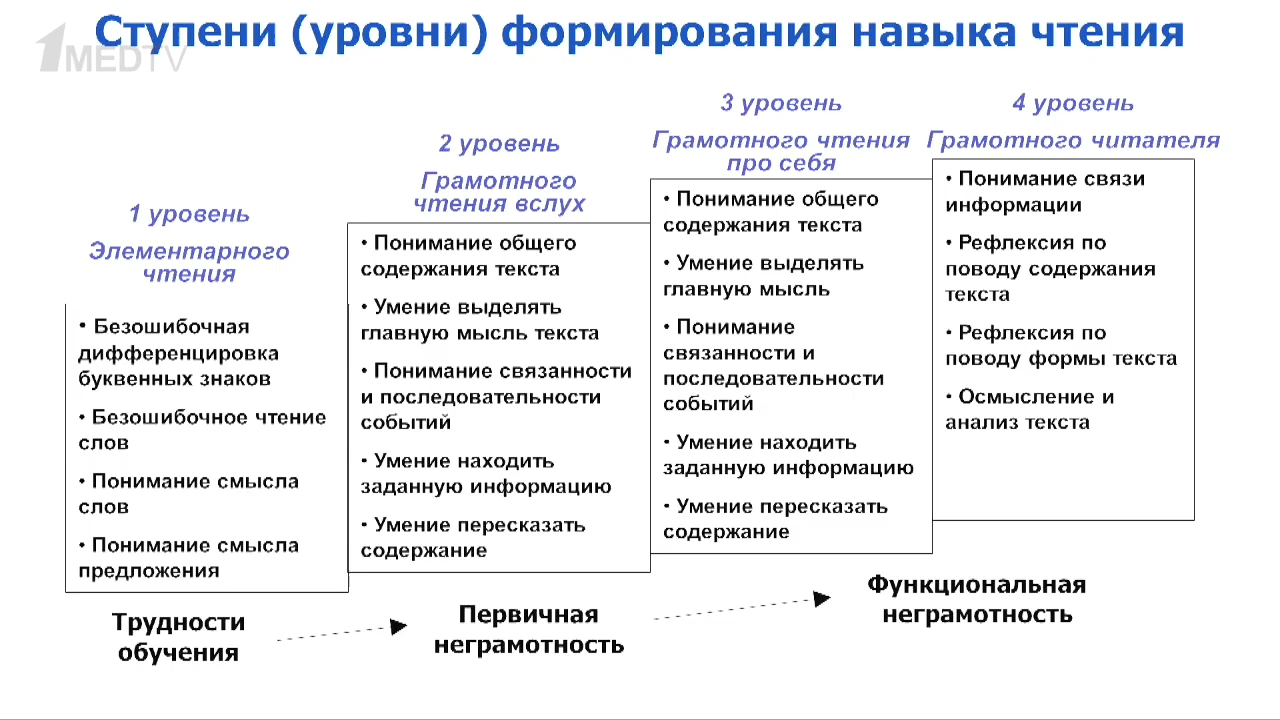 Ступени (уровни) формирования навыка чтения
1MEDTV
1 уровень
Элементарного
чтения
• Безошибочная
дифференцировка
буквенных знаков
• Безошибочное чтение
слов
• Понимание смысла
слов
• Понимание смысла
предложения
2 уровень
Грамотного
чтения вслух
• Понимание общего
содержания текста
• Умение выделять
главную мысль текста
• Понимание связанности
и последовательности
событий
• Умение находить
заданную информацию
• Умение пересказать
содержание
3 уровень
Грамотного чтения
про себя
• Понимание общего
содержания текста
• Умение выделять
главную мысль
• Понимание
связанности и
последовательности
событий
• Умение находить
заданную информацию
• Умение пересказать
содержание
4 уровень
Грамотного читателя
• Понимание связи
информации
• Рефлексия по
поводу содержания
текста
• Рефлексия по
поводу формы текста
• Осмысление и
анализ текста
Трудности
обучения
Первичная
неграмотность
Функциональная
неграмотность